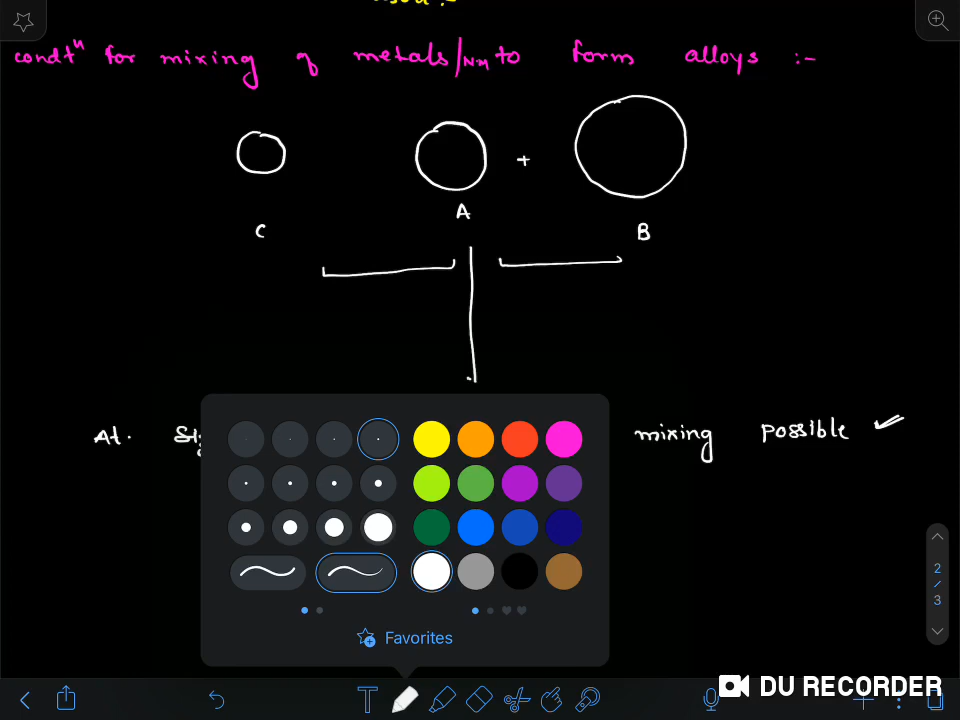 condtⁿ for mixing of metals/NM to form alloys :-
C A + B
At. mixing possible ✓
2
/
3
Favorites
DU RECORDER